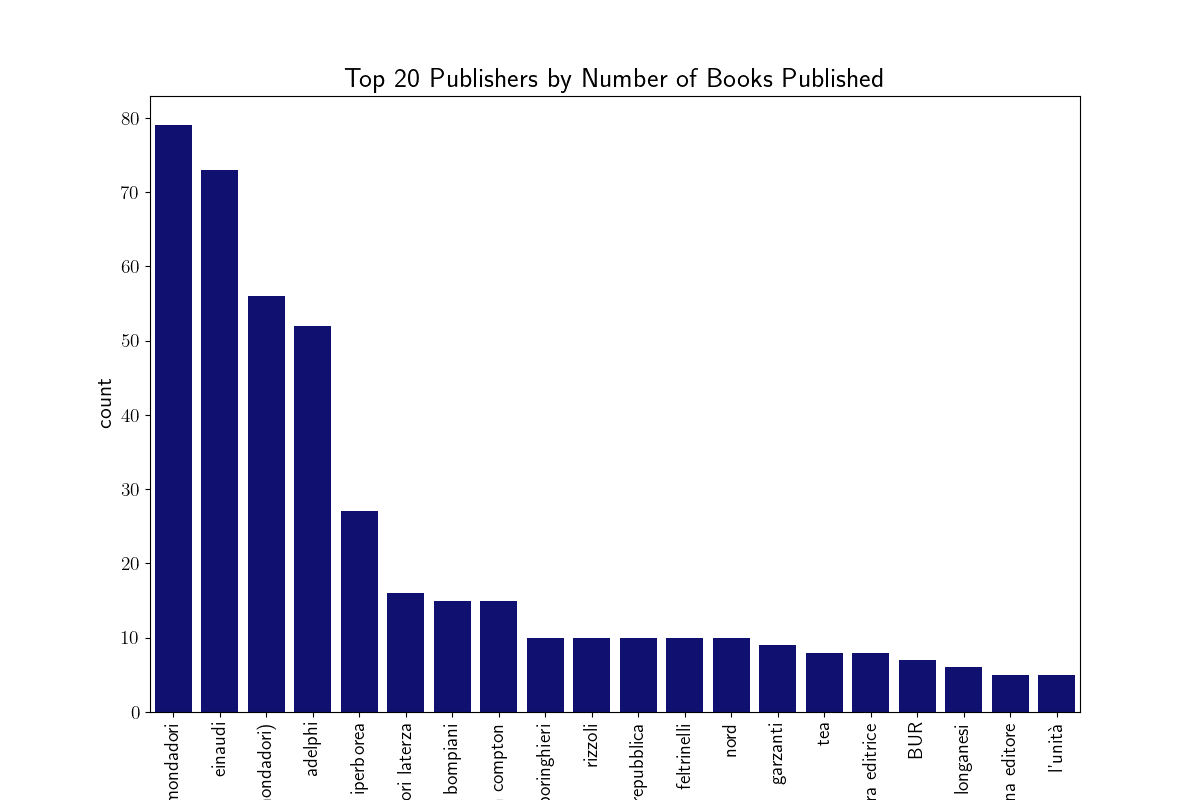 Top 20 Publishers by Number of Books Published
count
80
70
60
50
40
30
20
10
0
mondadori
einaudi
ondadori)
adelphi
iperborea
ori laterza
bompiani
compton
boringhieri
rizzoli
repubblica
feltrinelli
nord
garzanti
tea
ra editrice
BUR
longanesi
na editore
l'unità